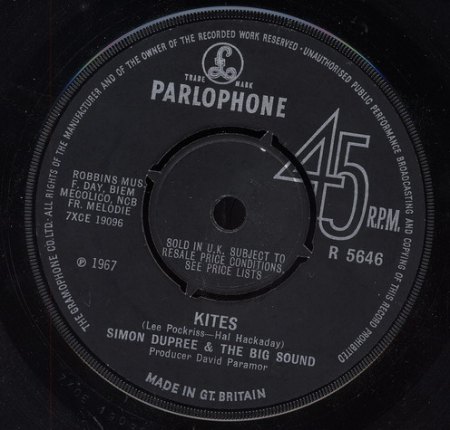 THE GRAMOPHONE CO.LTD. ALL RIGHTS OF THE MANUFACTURER AND OF THE OWNER OF THE RECORDED WORK RESERVED · UNAUTHORISED PUBLIC PERFORMANCE BROADCASTING AND COPYING OF THIS RECORD PROHIBITED
TRADE MARK
PARLOPHONE
45
R.P.M.
ROBBINS MUS.
F. DAY, BIEM
MECOLICO, NCB
FR. MELODIE
7XCE 19096
R 5646
SOLD IN U.K. SUBJECT TO
RESALE PRICE CONDITIONS,
SEE PRICE LISTS
℗ 1967
KITES
(Lee Pockriss—Hal Hackaday)
SIMON DUPREE & THE BIG SOUND
Producer David Paramor
MADE IN GT. BRITAIN